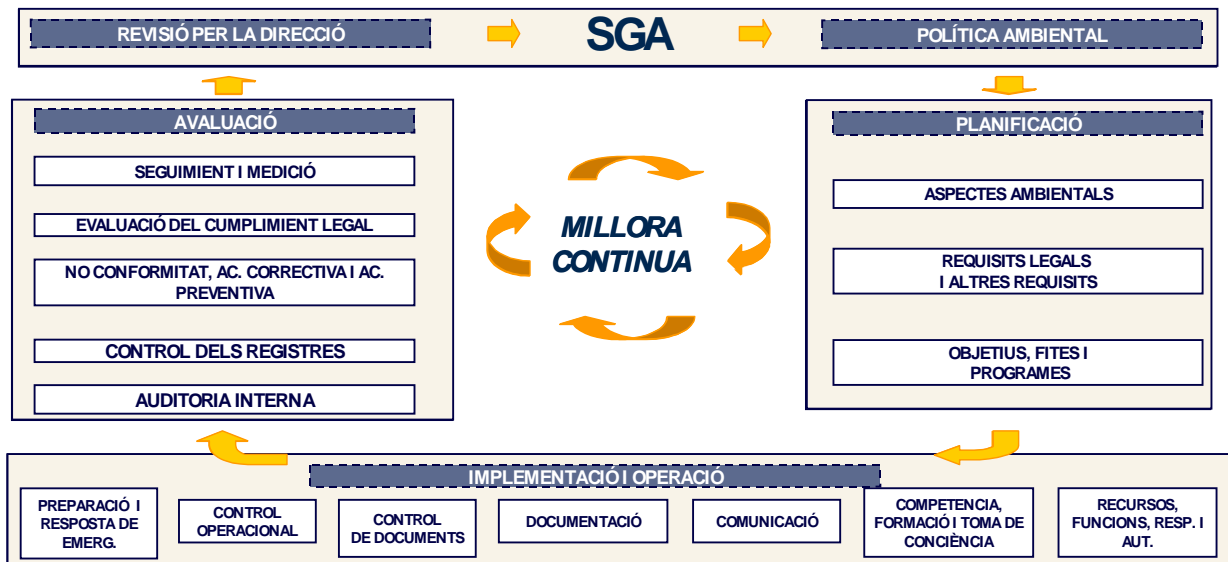 REVISIÓ PER LA DIRECCIÓ
SGA
POLÍTICA AMBIENTAL
AVALUACIÓ
SEGUIMIENT I MEDICIÓ
EVALUACIÓ DEL CUMPLIMIENT LEGAL
NO CONFORMITAT, AC. CORRECTIVA I AC.
PREVENTIVA
CONTROL DELS REGISTRES
AUDITORIA INTERNA
MILLORA
CONTINUA
PLANIFICACIÓ
ASPECTES AMBIENTALS
REQUISITS LEGALS
I ALTRES REQUISITS
OBJETIUS, FITES I
PROGRAMES
IMPLEMENTACIÓ I OPERACIÓ
PREPARACIÓ I
RESPOSTA DE
EMERG.
CONTROL
OPERACIONAL
CONTROL
DE DOCUMENTS
DOCUMENTACIÓ
COMUNICACIÓ
COMPETENCIA,
FORMACIÓ I TOMA DE
CONCIÈNCIA
RECURSOS,
FUNCIONS, RESP. I
AUT.